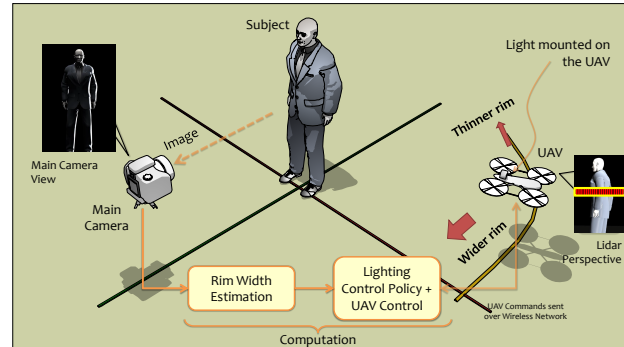 Subject
Light mounted on
the UAV
Image
Thinner rim
UAV
Main Camera
View
Main
Camera
Wider rim
Lidar
Perspective
Rim Width
Estimation
Lighting
Control Policy +
UAV Control
UAV Commands sent
over Wireless Network
Computation